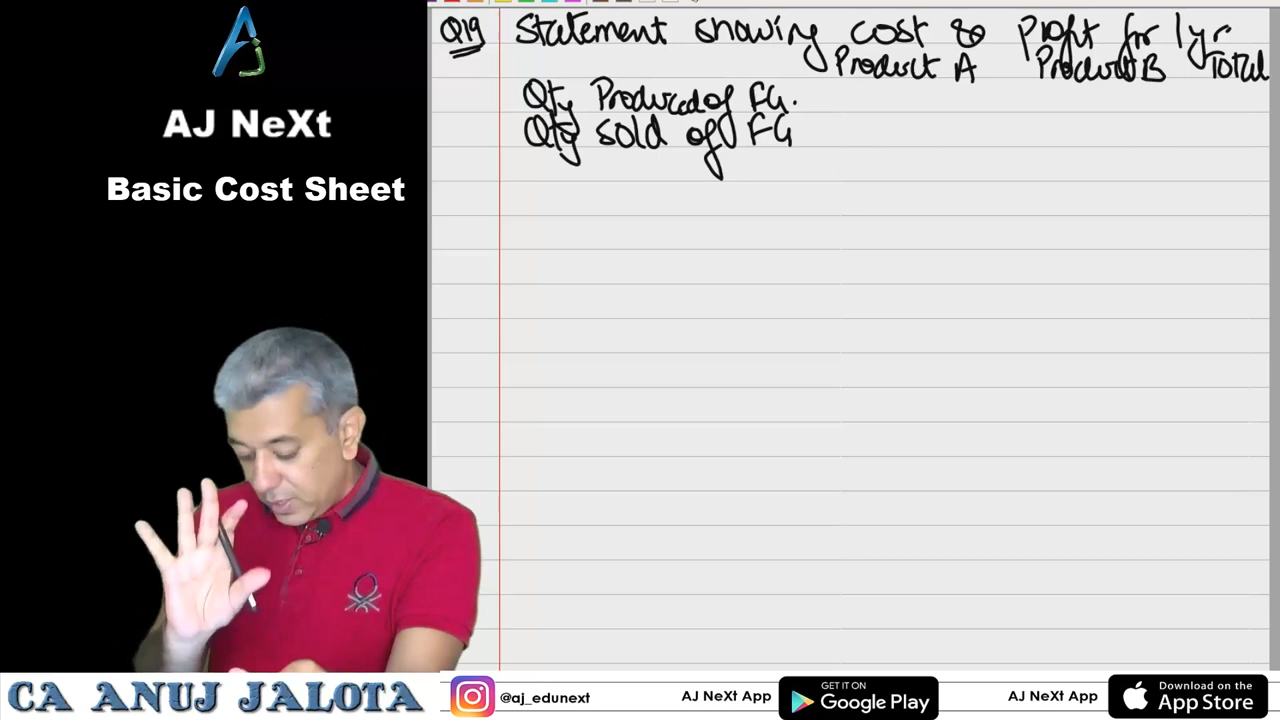 AJ NeXt
Basic Cost Sheet
Q19 Statement showing cost & Profit for 1 yr
Product A Product B Total
Qty Produced of FG.
Qty sold of FG
CA ANUJ JALOTA
@aj_edunext
AJ NeXt App
GET IT ON
Google Play
AJ NeXt App
Download on the
App Store